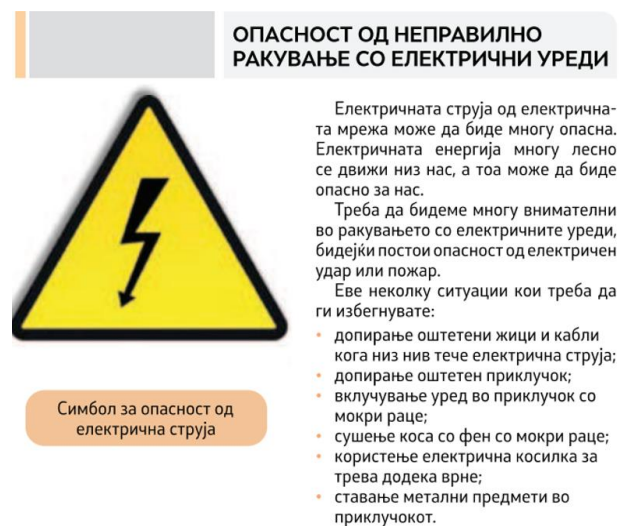 ОПАСНОСТ ОД НЕПРАВИЛНО
РАКУВАЊЕ СО ЕЛЕКТРИЧНИ УРЕДИ
Електричната струја од електрична-
та мрежа може да биде многу опасна.
Електричната енергија многу лесно
се движи низ нас, а тоа може да биде
опасно за нас.
Треба да бидеме многу внимателни
во ракувањето со електричните уреди,
бидејќи постои опасност од електричен
удар или пожар.
Еве неколку ситуации кои треба да
ги избегнувате:
• допирање оштетени жици и кабли
кога низ нив тече електрична струја;
• допирање оштетен приклучок;
• вклучување уред во приклучок со
мокри раце;
• сушење коса со фен со мокри раце;
• користење електрична косилка за
трева додека врне;
• ставање метални предмети во
приклучокот.
Симбол за опасност од
електрична струја